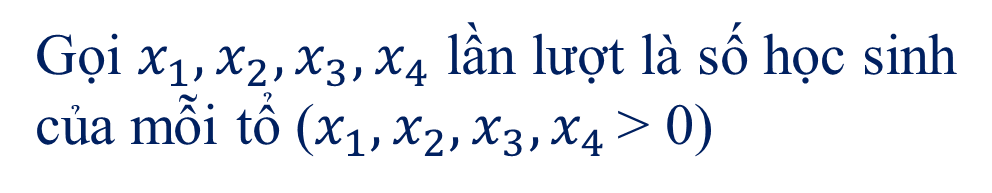 Gọi x₁, x₂, x₃, x₄ lần lượt là số học sinh
của mỗi tổ (x₁, x₂, x₃, x₄ > 0)